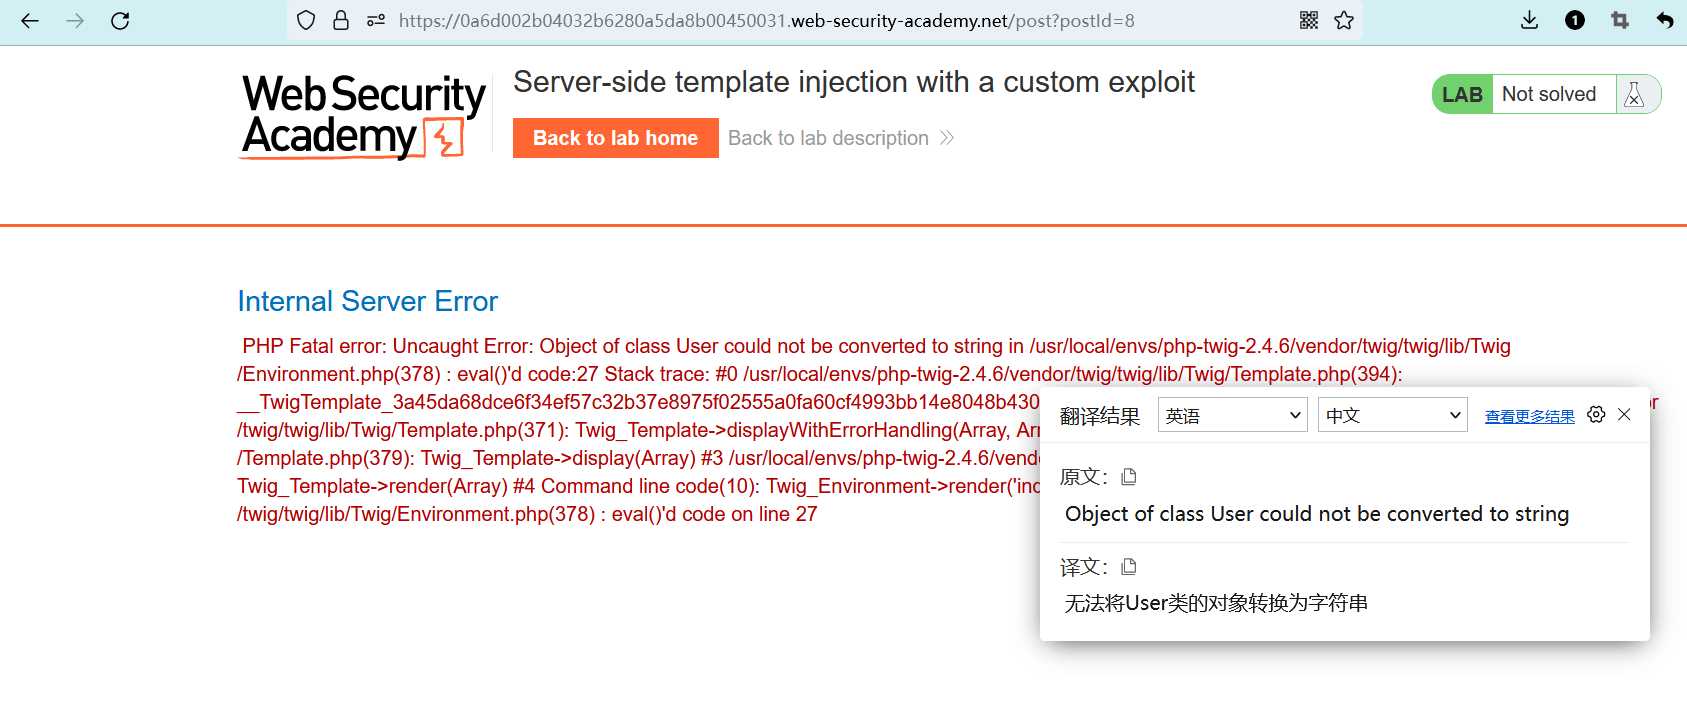 https://0a6d002b04032b6280a5da8b00450031.web-security-academy.net/post?postId=8
1
Web Security
Academy
Server-side template injection with a custom exploit
Back to lab home
Back to lab description
LAB Not solved
Internal Server Error
PHP Fatal error: Uncaught Error: Object of class User could not be converted to string in /usr/local/envs/php-twig-2.4.6/vendor/twig/twig/lib/Twig
/Environment.php(378) : eval()'d code:27 Stack trace: #0 /usr/local/envs/php-twig-2.4.6/vendor/twig/twig/lib/Twig/Template.php(394):
__TwigTemplate_3a45da68dce6f34ef57c32b37e8975f02555a0fa60cf4993bb14e8048b430
/twig/twig/lib/Twig/Template.php(371): Twig_Template->displayWithErrorHandling(Array, Arr
/Template.php(379): Twig_Template->display(Array) #3 /usr/local/envs/php-twig-2.4.6/vend
Twig_Template->render(Array) #4 Command line code(10): Twig_Environment->render('ind
/twig/twig/lib/Twig/Environment.php(378) : eval()'d code on line 27
翻译结果 英语 中文 查看更多结果
原文：
Object of class User could not be converted to string
译文：
无法将User类的对象转换为字符串